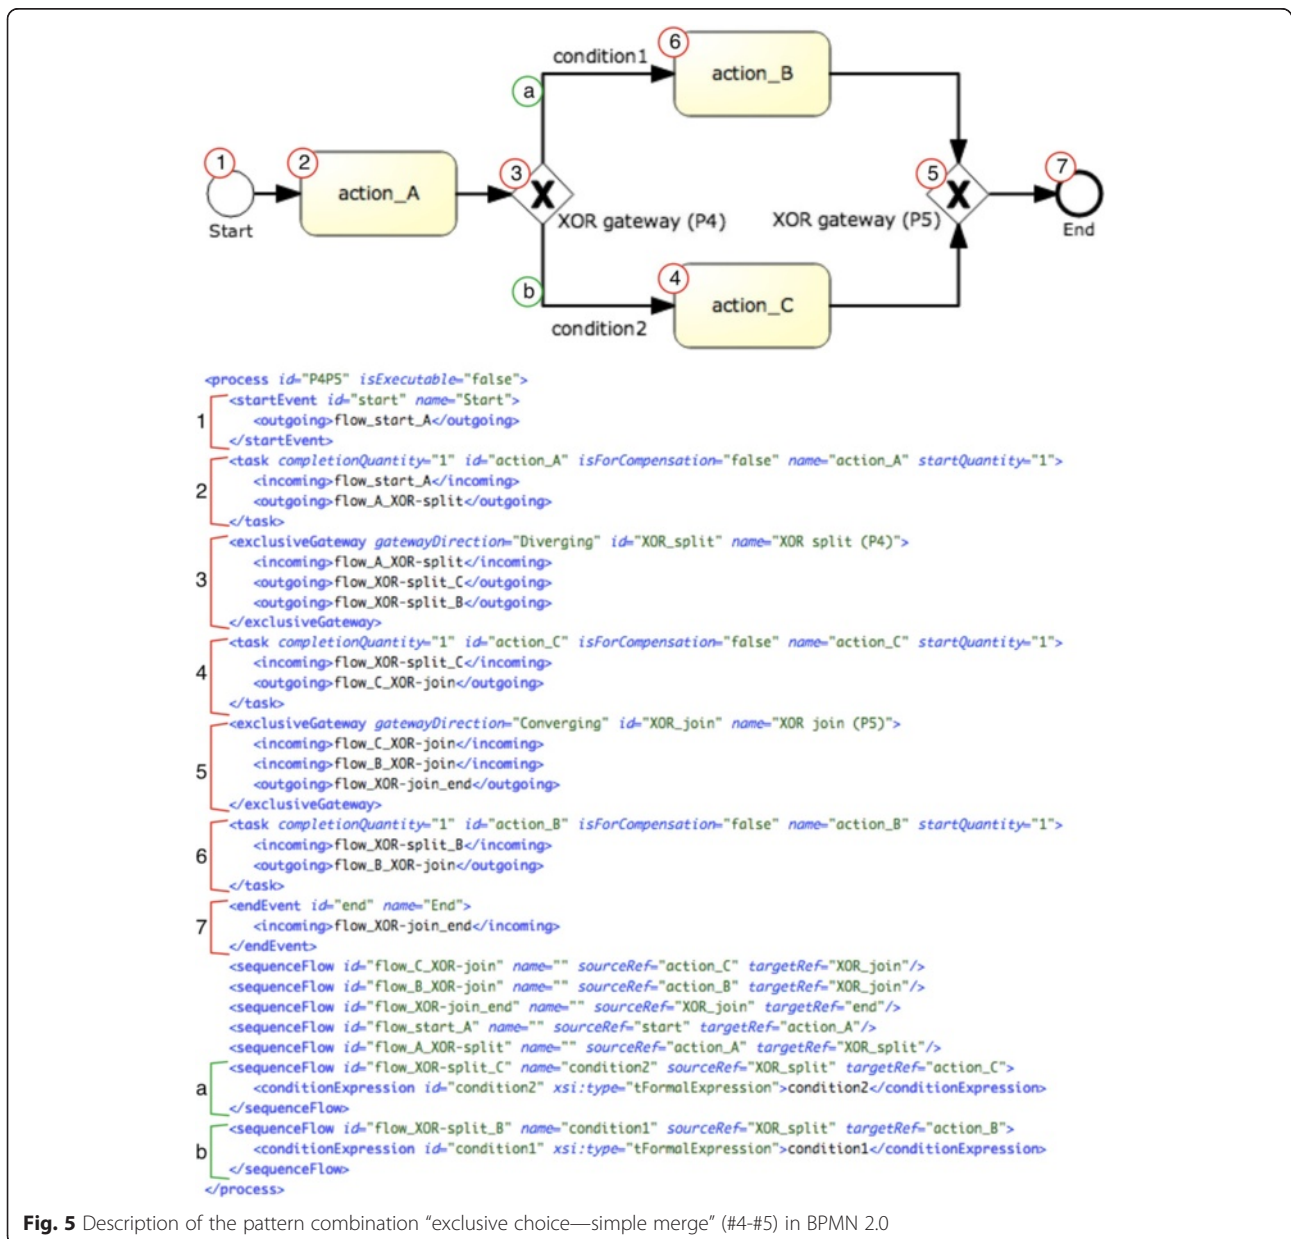 condition1
6
action_B
a
1
2
action_A
3
X
XOR gateway (P4)
5
X
XOR gateway (P5)
7
Start
End
b
4
action_C
condition2
<process id="P4P5" isExecutable="false">
<startEvent id="start" name="Start">
1
<outgoing>flow_start_A</outgoing>
</startEvent>
<task completionQuantity="1" id="action_A" isForCompensation="false" name="action_A" startQuantity="1">
<incoming>flow_start_A</incoming>
2
<outgoing>flow_A_XOR-split</outgoing>
</task>
<exclusiveGateway gatewayDirection="Diverging" id="XOR_split" name="XOR split (P4)">
<incoming>flow_A_XOR-split</incoming>
3
<outgoing>flow_XOR-split_C</outgoing>
<outgoing>flow_XOR-split_B</outgoing>
</exclusiveGateway>
<task completionQuantity="1" id="action_C" isForCompensation="false" name="action_C" startQuantity="1">
<incoming>flow_XOR-split_C</incoming>
4
<outgoing>flow_C_XOR-join</outgoing>
</task>
<exclusiveGateway gatewayDirection="Converging" id="XOR_join" name="XOR join (P5)">
<incoming>flow_C_XOR-join</incoming>
<incoming>flow_B_XOR-join</incoming>
5
<outgoing>flow_XOR-join_end</outgoing>
</exclusiveGateway>
<task completionQuantity="1" id="action_B" isForCompensation="false" name="action_B" startQuantity="1">
<incoming>flow_XOR-split_B</incoming>
6
<outgoing>flow_B_XOR-join</outgoing>
</task>
<endEvent id="end" name="End">
7
<incoming>flow_XOR-join_end</incoming>
</endEvent>
<sequenceFlow id="flow_C_XOR-join" name="" sourceRef="action_C" targetRef="XOR_join"/>
<sequenceFlow id="flow_B_XOR-join" name="" sourceRef="action_B" targetRef="XOR_join"/>
<sequenceFlow id="flow_XOR-join_end" name="" sourceRef="XOR_join" targetRef="end"/>
<sequenceFlow id="flow_start_A" name="" sourceRef="start" targetRef="action_A"/>
<sequenceFlow id="flow_A_XOR-split" name="" sourceRef="action_A" targetRef="XOR_split"/>
<sequenceFlow id="flow_XOR-split_C" name="condition2" sourceRef="XOR_split" targetRef="action_C">
a
<conditionExpression id="condition2" xsi:type="tFormalExpression">condition2</conditionExpression>
</sequenceFlow>
<sequenceFlow id="flow_XOR-split_B" name="condition1" sourceRef="XOR_split" targetRef="action_B">
b
<conditionExpression id="condition1" xsi:type="tFormalExpression">condition1</conditionExpression>
</sequenceFlow>
</process>
Fig. 5 Description of the pattern combination “exclusive choice—simple merge” (#4-#5) in BPMN 2.0